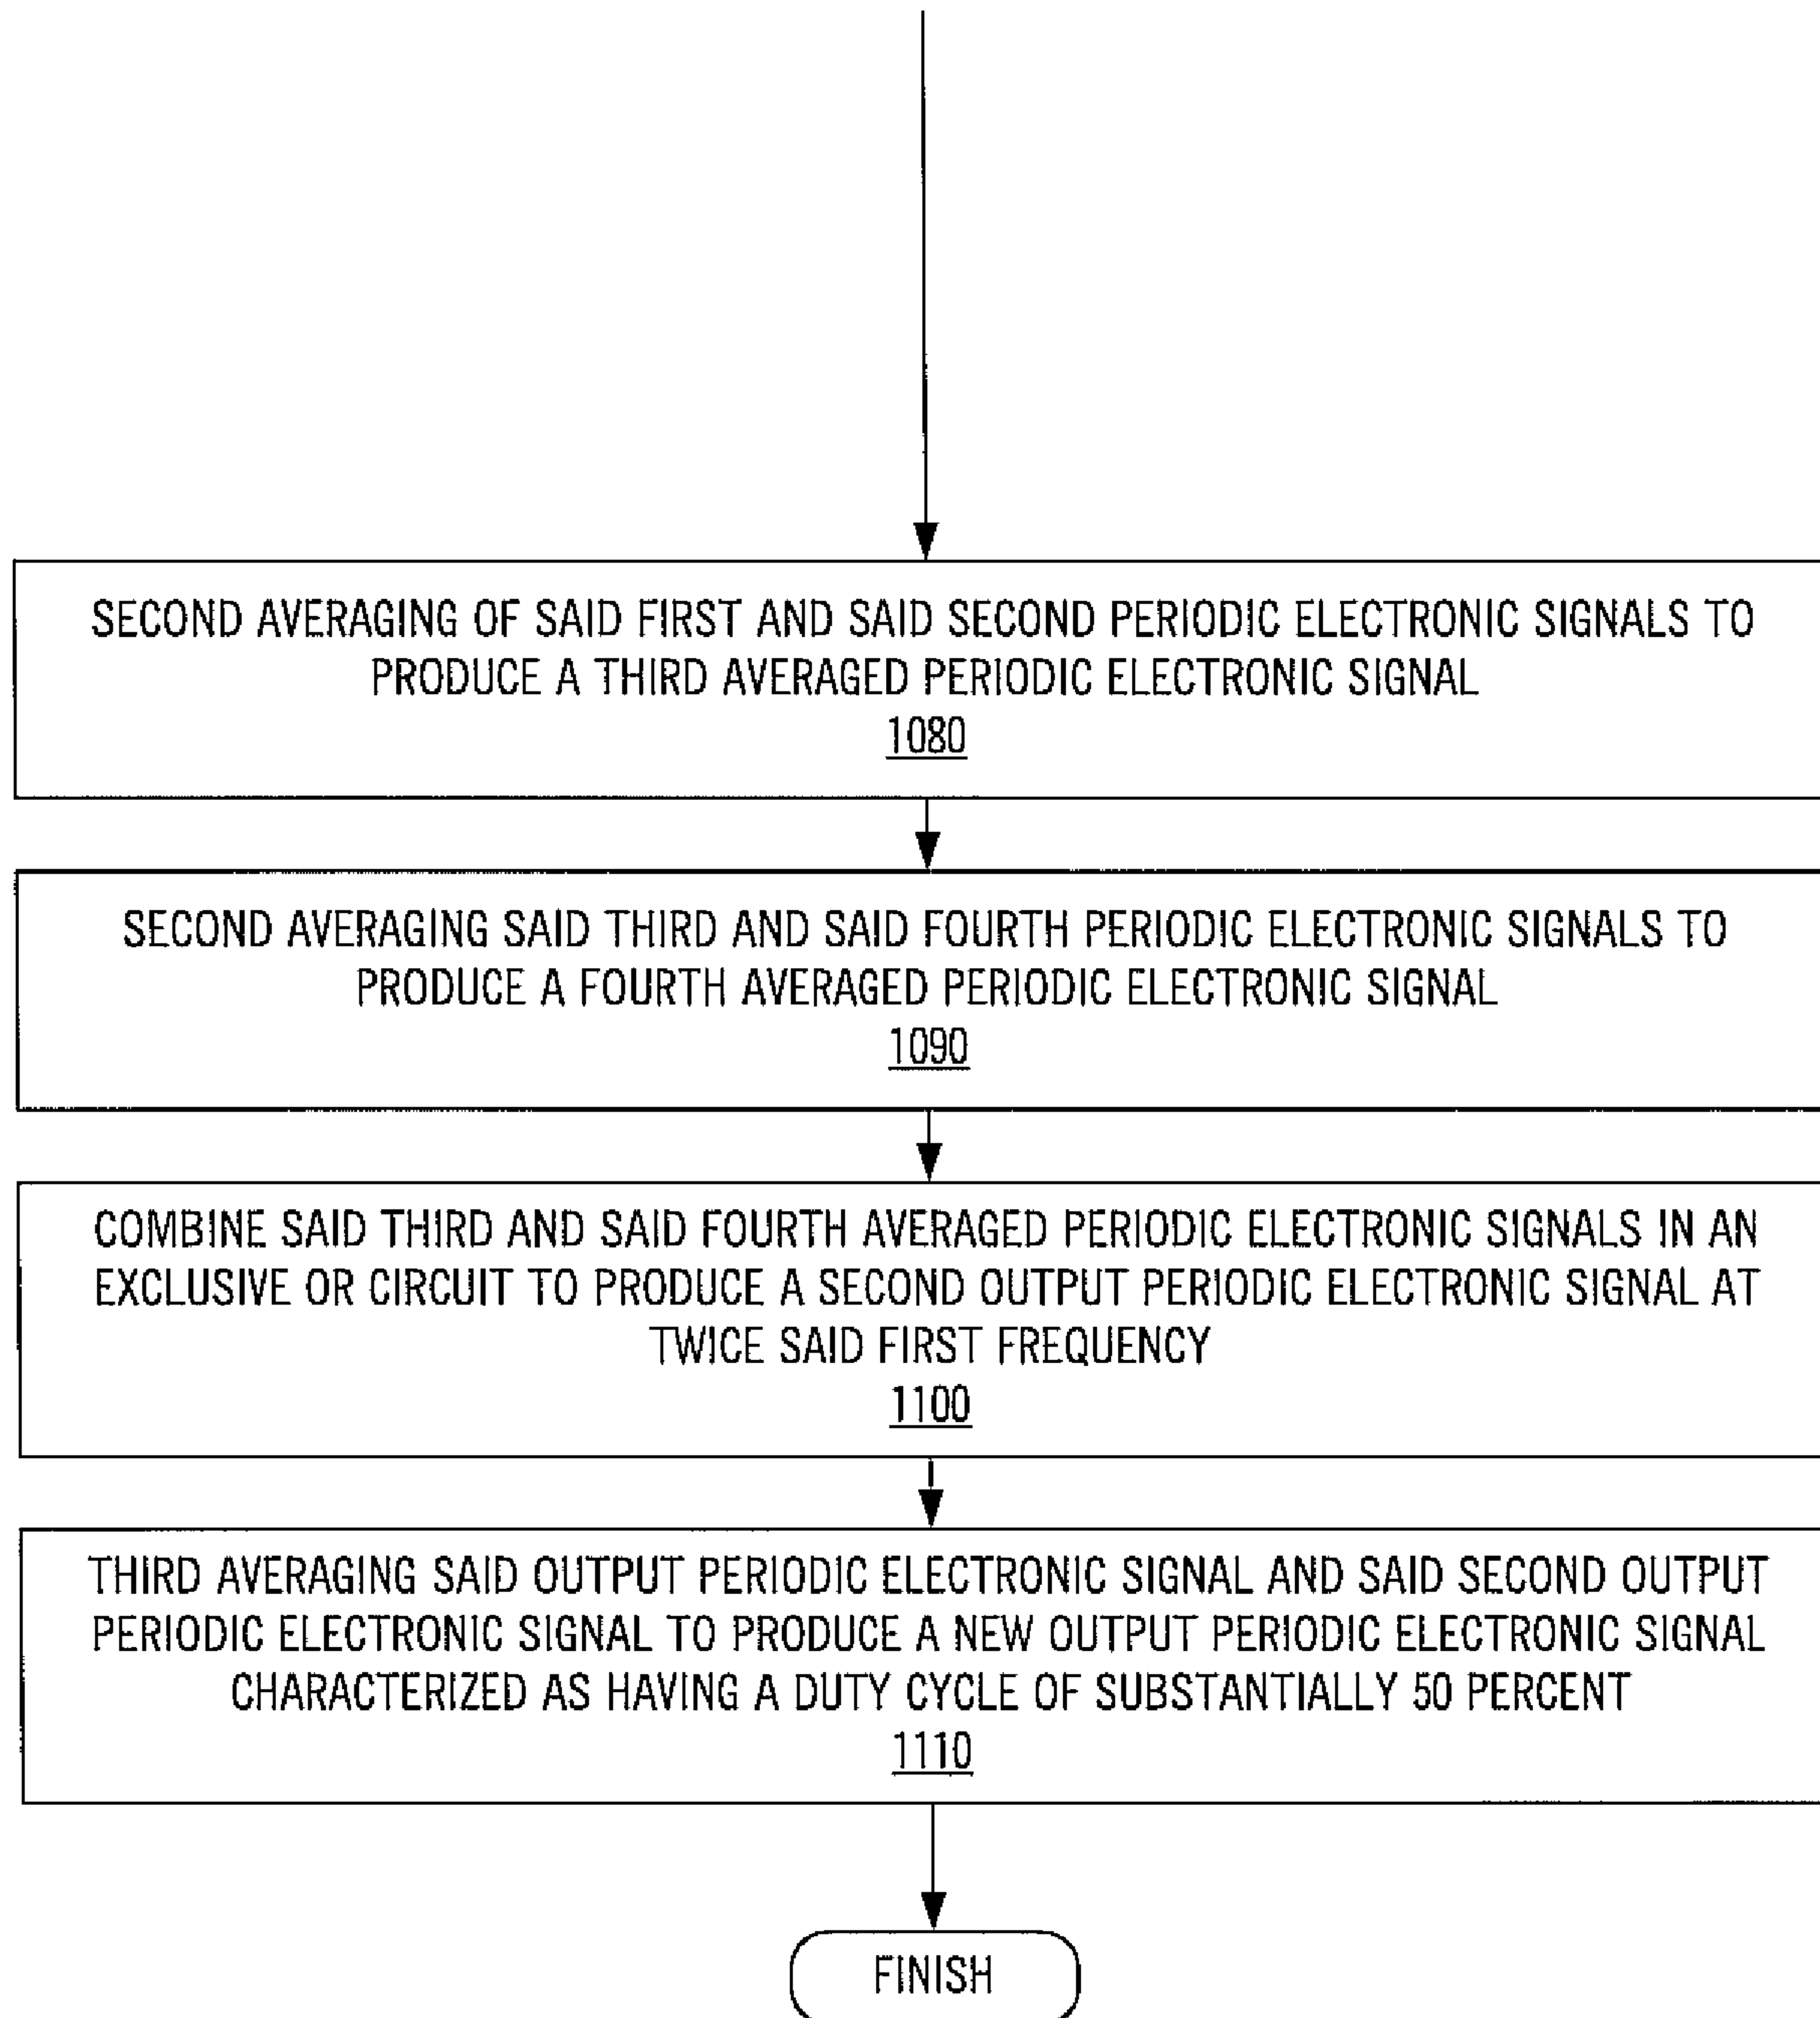 SECOND AVERAGING OF SAID FIRST AND SAID SECOND PERIODIC ELECTRONIC SIGNALS TO
PRODUCE A THIRD AVERAGED PERIODIC ELECTRONIC SIGNAL
1080
SECOND AVERAGING SAID THIRD AND SAID FOURTH PERIODIC ELECTRONIC SIGNALS TO
PRODUCE A FOURTH AVERAGED PERIODIC ELECTRONIC SIGNAL
1090
COMBINE SAID THIRD AND SAID FOURTH AVERAGED PERIODIC ELECTRONIC SIGNALS IN AN
EXCLUSIVE OR CIRCUIT TO PRODUCE A SECOND OUTPUT PERIODIC ELECTRONIC SIGNAL AT
TWICE SAID FIRST FREQUENCY
1100
THIRD AVERAGING SAID OUTPUT PERIODIC ELECTRONIC SIGNAL AND SAID SECOND OUTPUT
PERIODIC ELECTRONIC SIGNAL TO PRODUCE A NEW OUTPUT PERIODIC ELECTRONIC SIGNAL
CHARACTERIZED AS HAVING A DUTY CYCLE OF SUBSTANTIALLY 50 PERCENT
1110
FINISH